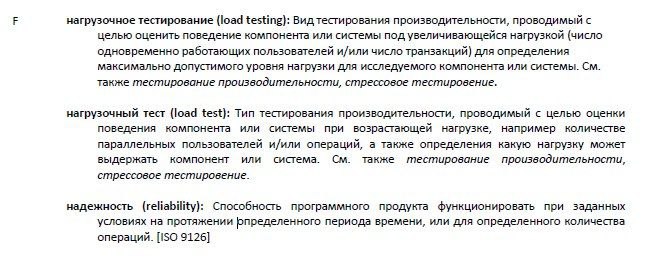 F нагрузочное тестирование (load testing): Вид тестирования производительности, проводимый с
целью оценить поведение компонента или системы под увеличивающейся нагрузкой (число
одновременно работающих пользователей и/или число транзакций) для определения
максимально допустимого уровня нагрузки для исследуемого компонента или системы. См.
также тестирование производительности, стрессовое тестировение.
нагрузочный тест (load test): Тип тестирования производительности, проводимый с целью оценки
поведения компонента или системы при возрастающей нагрузке, например количестве
параллельных пользователей и/или операций, а также определения какую нагрузку может
выдержать компонент или система. См. также тестирование производительности,
стрессовое тестировение.
надежность (reliability): Способность программного продукта функционировать при заданных
условиях на протяжении определенного периода времени, или для определенного количества
операций. [ISO 9126]